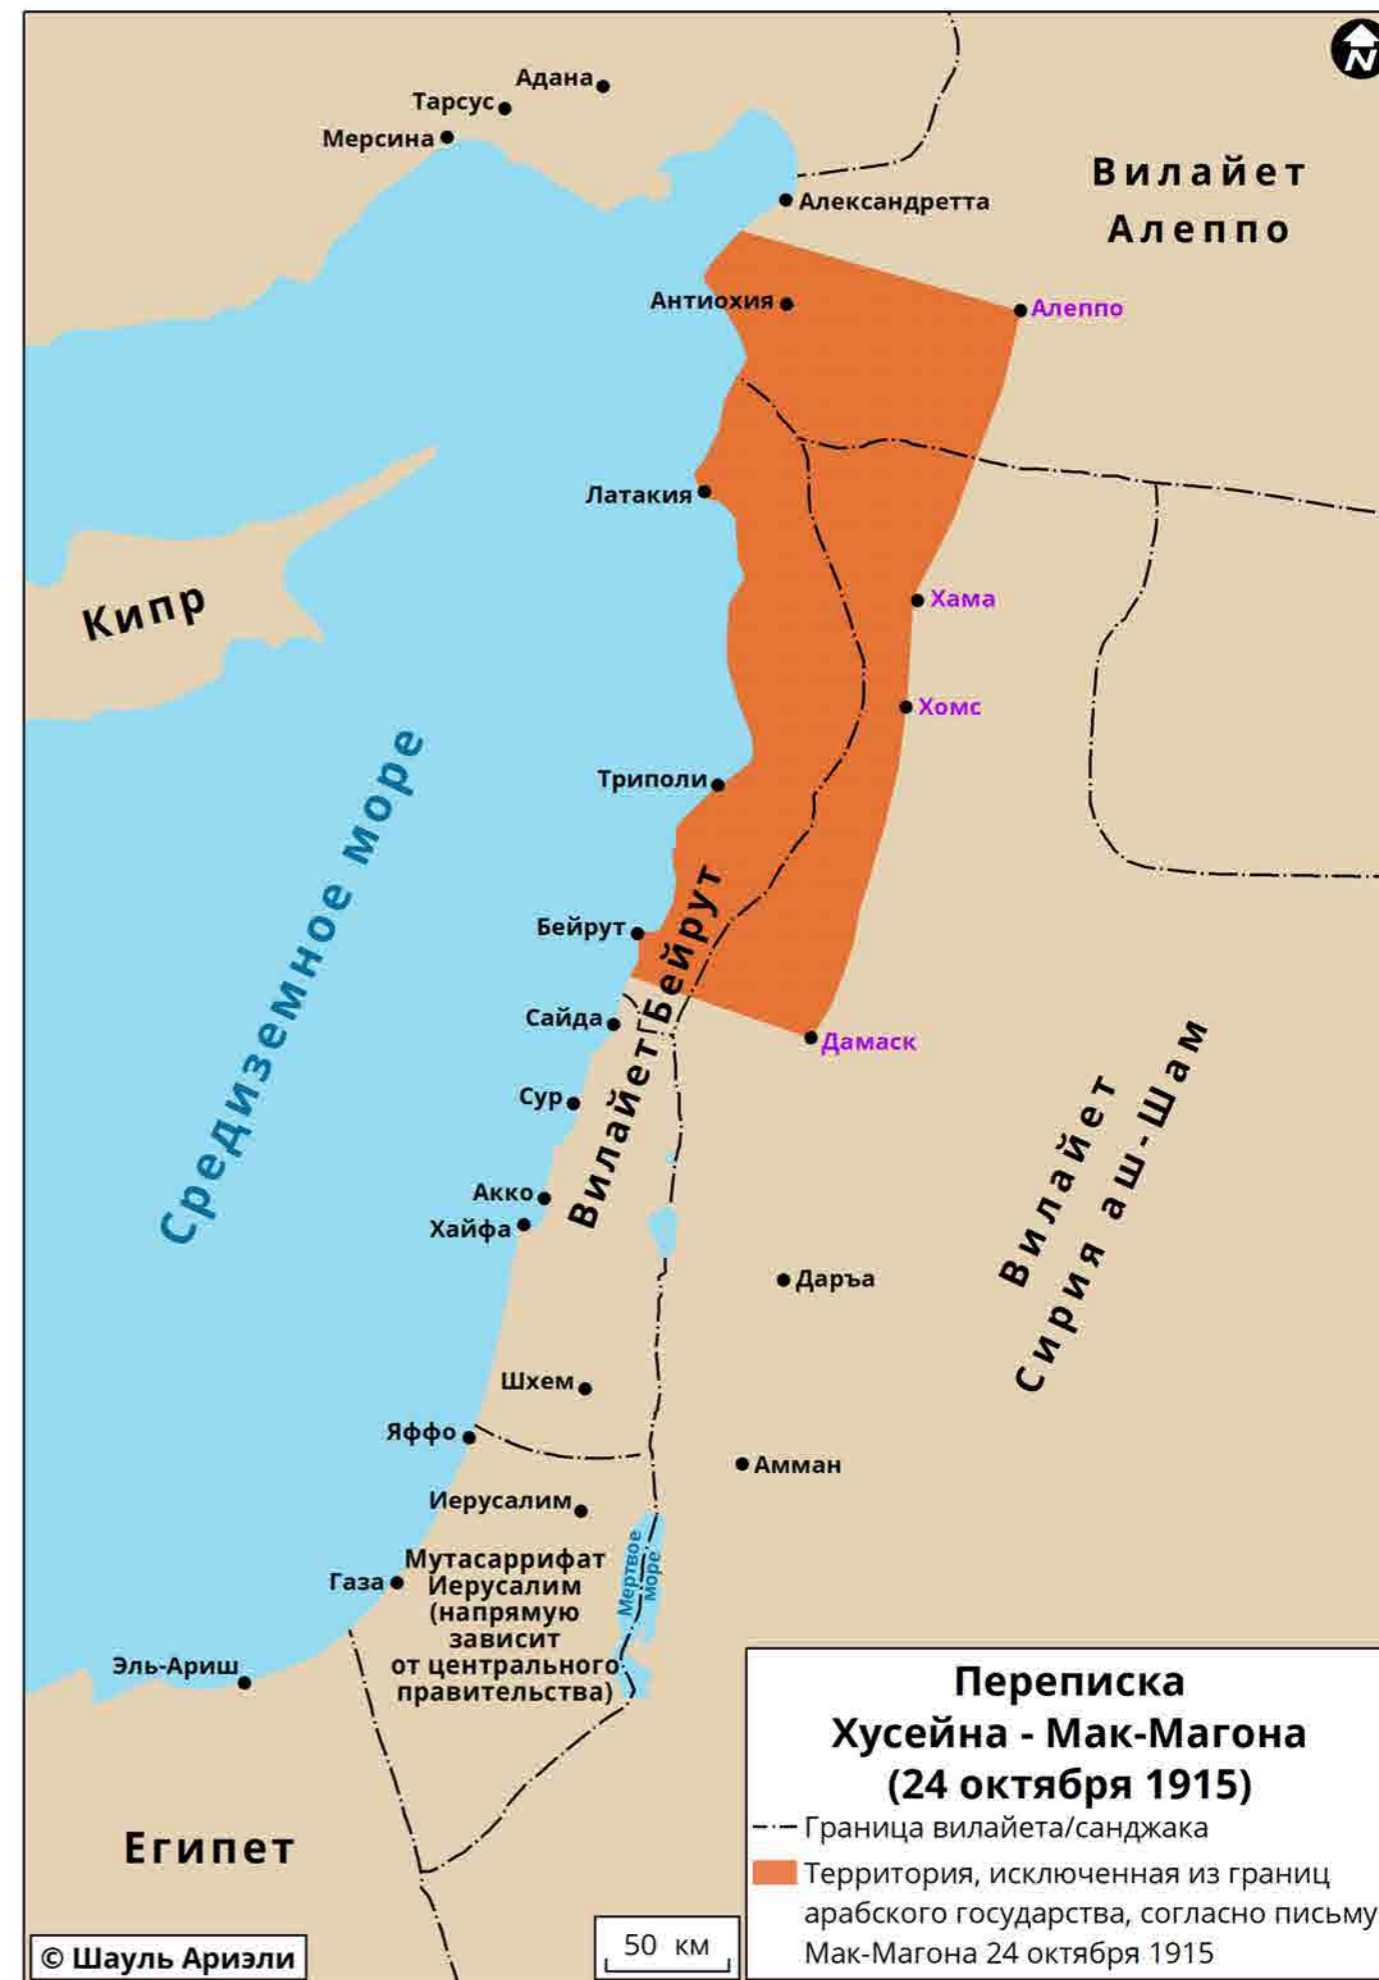 N
Адана
Тарсус
Мерсина
Вилайет
Алеппо
Александретта
Антиохия
Алеппо
Латакия
Кипр
Хама
Хомс
Средиземное море
Триполи
Бейрут
Вилайет Бейрут
Сайда
Дамаск
Сур
Вилайет
Сирия аш-Шам
Акко
Хайфа
Даръа
Шхем
Яффо
Амман
Иерусалим
Мертвое
море
Мутасаррифат
Иерусалим
(напрямую
зависит
от центрального
правительства)
Газа
Эль-Ариш
Египет
Переписка
Хусейна - Мак-Магона
(24 октября 1915)
Граница вилайета/санджака
Территория, исключенная из границ
арабского государства, согласно письму
Мак-Магона 24 октября 1915
50 км
© Шауль Ариэли